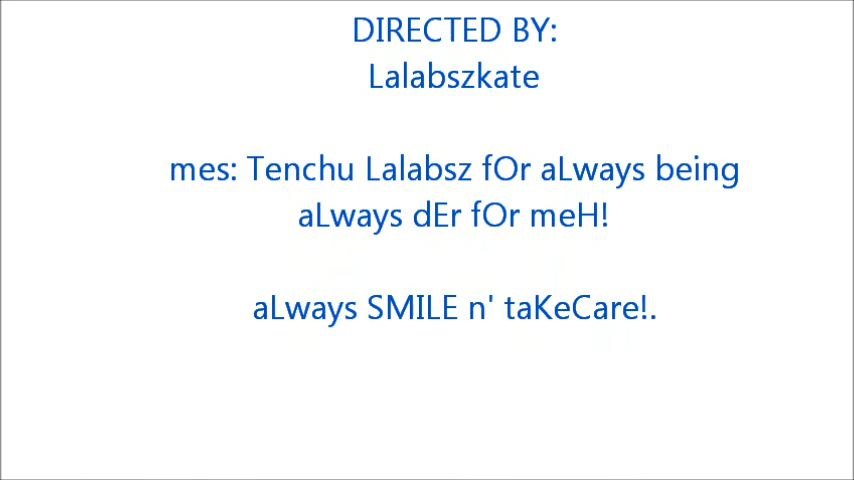 DIRECTED BY:
Lalabszkate
mes: Tenchu Lalabsz fOr aLways being
aLways dEr fOr meH!
aLways SMILE n' taKeCare!.